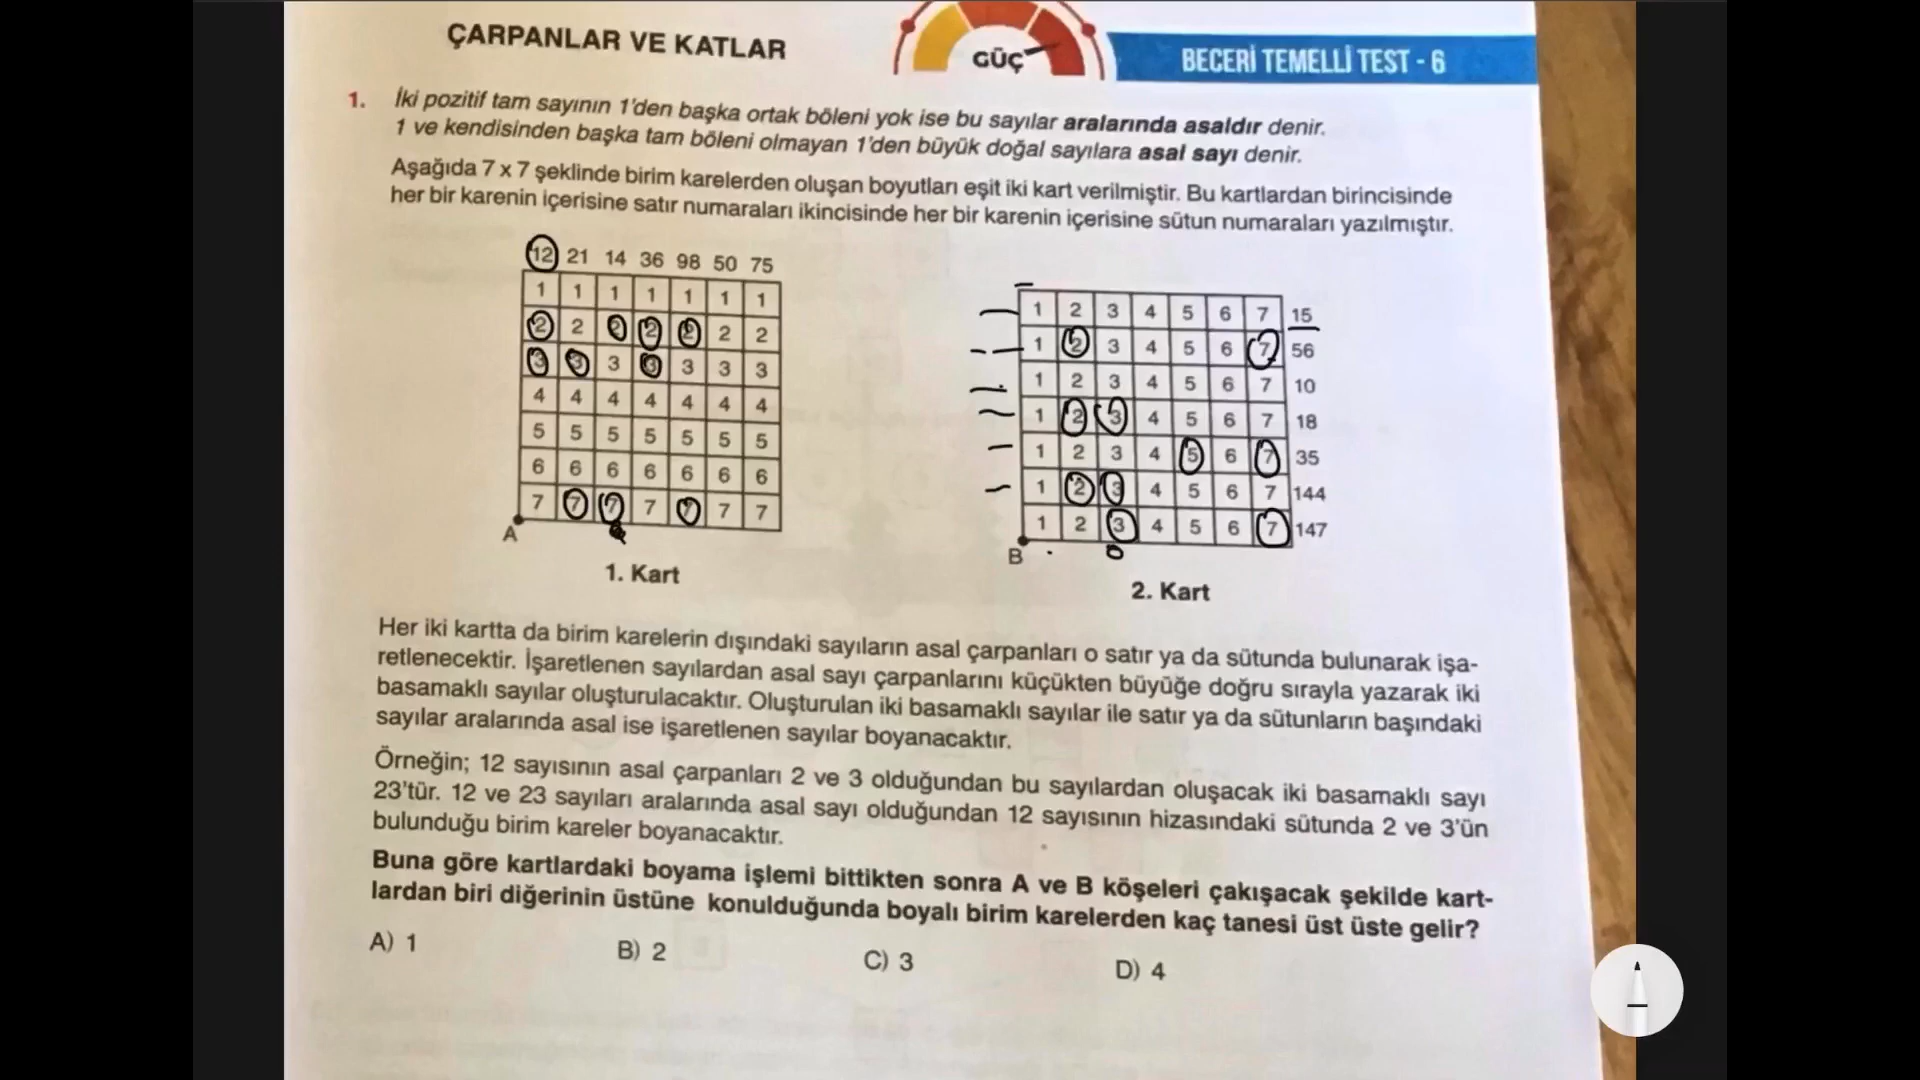 ÇARPANLAR VE KATLAR
GÜÇ
BECERİ TEMELLİ TEST - 6
1. İki pozitif tam sayının 1'den başka ortak böleni yok ise bu sayılar aralarında asaldır denir.
1 ve kendisinden başka tam böleni olmayan 1'den büyük doğal sayılara asal sayı denir.
Aşağıda 7 x 7 şeklinde birim karelerden oluşan boyutları eşit iki kart verilmiştir. Bu kartlardan birincisinde
her bir karenin içerisine satır numaraları ikincisinde her bir karenin içerisine sütun numaraları yazılmıştır.
12 21 14 36 98 50 75
1 1 1 1 1 1 1
2 2 2 2 2 2 2
3 3 3 3 3 3 3
4 4 4 4 4 4 4
5 5 5 5 5 5 5
6 6 6 6 6 6 6
7 7 7 7 7 7 7
A
1. Kart
1 2 3 4 5 6 7 15
1 2 3 4 5 6 7 56
1 2 3 4 5 6 7 10
1 2 3 4 5 6 7 18
1 2 3 4 5 6 7 35
1 2 3 4 5 6 7 144
1 2 3 4 5 6 7 147
B
2. Kart
Her iki kartta da birim karelerin dışındaki sayıların asal çarpanları o satır ya da sütunda bulunarak işa-
retlenecektir. İşaretlenen sayılardan asal sayı çarpanlarını küçükten büyüğe doğru sırayla yazarak iki
basamaklı sayılar oluşturulacaktır. Oluşturulan iki basamaklı sayılar ile satır ya da sütunların başındaki
sayılar aralarında asal ise işaretlenen sayılar boyanacaktır.
Örneğin; 12 sayısının asal çarpanları 2 ve 3 olduğundan bu sayılardan oluşacak iki basamaklı sayı
23'tür. 12 ve 23 sayıları aralarında asal sayı olduğundan 12 sayısının hizasındaki sütunda 2 ve 3'ün
bulunduğu birim kareler boyanacaktır.
Buna göre kartlardaki boyama işlemi bittikten sonra A ve B köşeleri çakışacak şekilde kart-
lardan biri diğerinin üstüne konulduğunda boyalı birim karelerden kaç tanesi üst üste gelir?
A) 1 B) 2 C) 3 D) 4